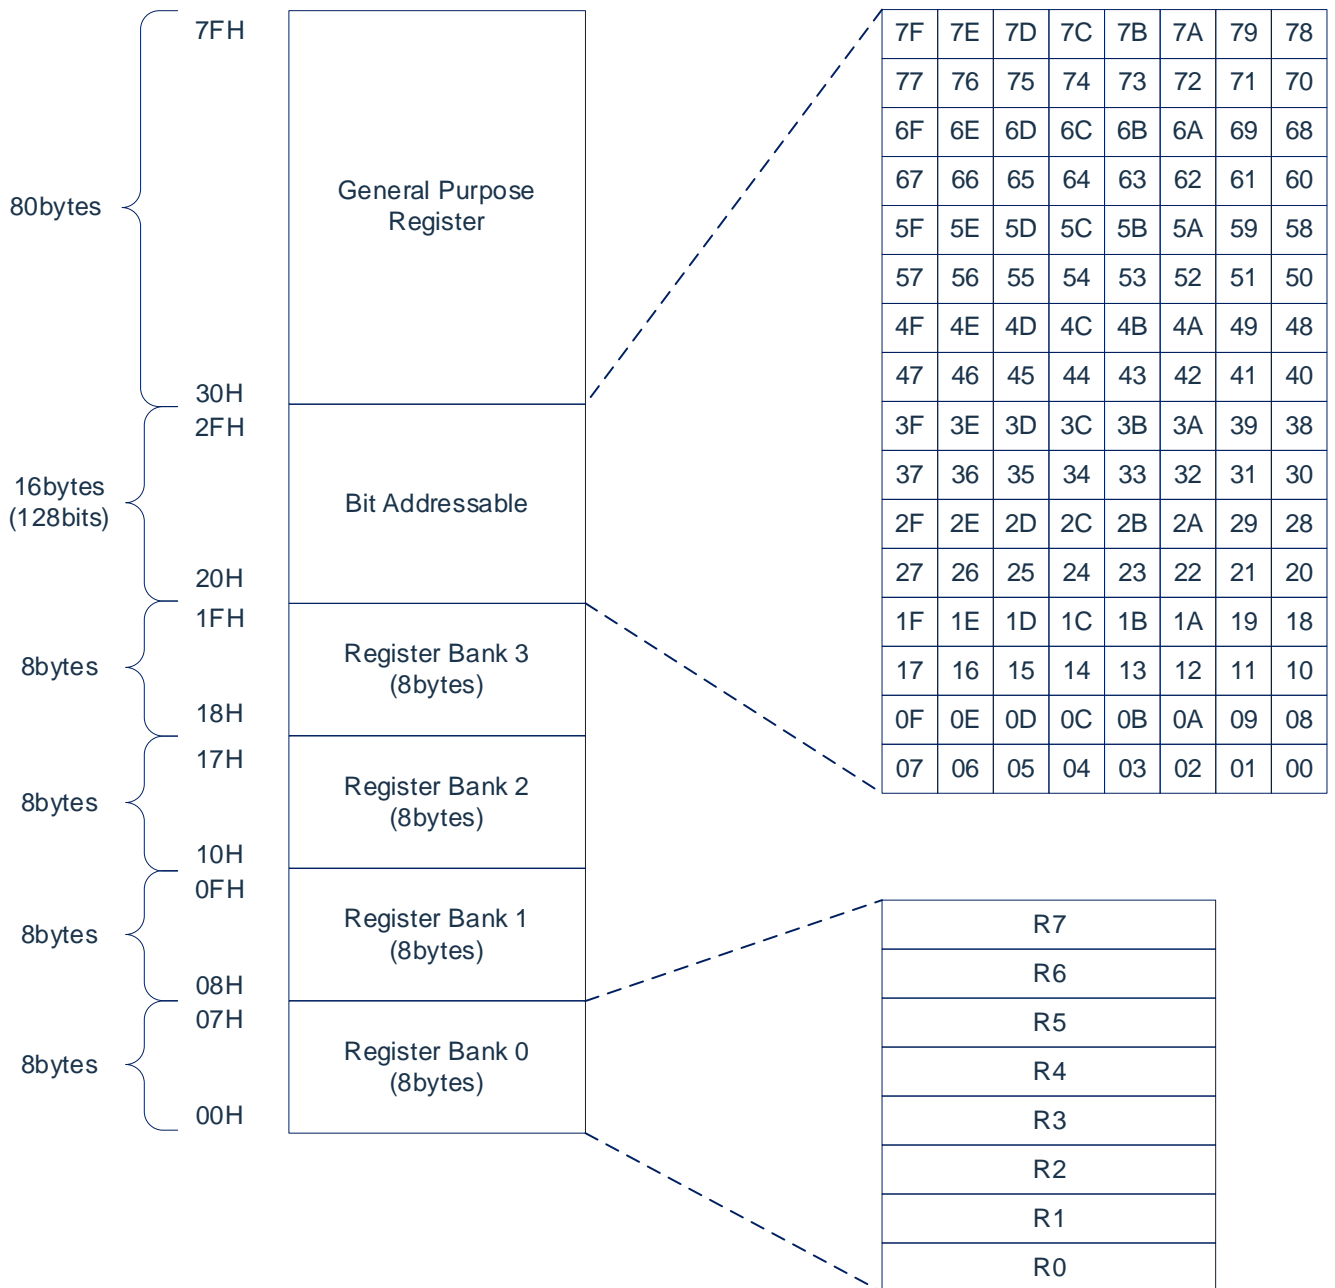 7FH
80bytes
General Purpose
Register
30H
2FH
16bytes
(128bits)
Bit Addressable
20H
1FH
8bytes
Register Bank 3
(8bytes)
18H
17H
8bytes
Register Bank 2
(8bytes)
10H
0FH
8bytes
Register Bank 1
(8bytes)
08H
07H
8bytes
Register Bank 0
(8bytes)
00H
7F 7E 7D 7C 7B 7A 79 78
77 76 75 74 73 72 71 70
6F 6E 6D 6C 6B 6A 69 68
67 66 65 64 63 62 61 60
5F 5E 5D 5C 5B 5A 59 58
57 56 55 54 53 52 51 50
4F 4E 4D 4C 4B 4A 49 48
47 46 45 44 43 42 41 40
3F 3E 3D 3C 3B 3A 39 38
37 36 35 34 33 32 31 30
2F 2E 2D 2C 2B 2A 29 28
27 26 25 24 23 22 21 20
1F 1E 1D 1C 1B 1A 19 18
17 16 15 14 13 12 11 10
0F 0E 0D 0C 0B 0A 09 08
07 06 05 04 03 02 01 00
R7
R6
R5
R4
R3
R2
R1
R0